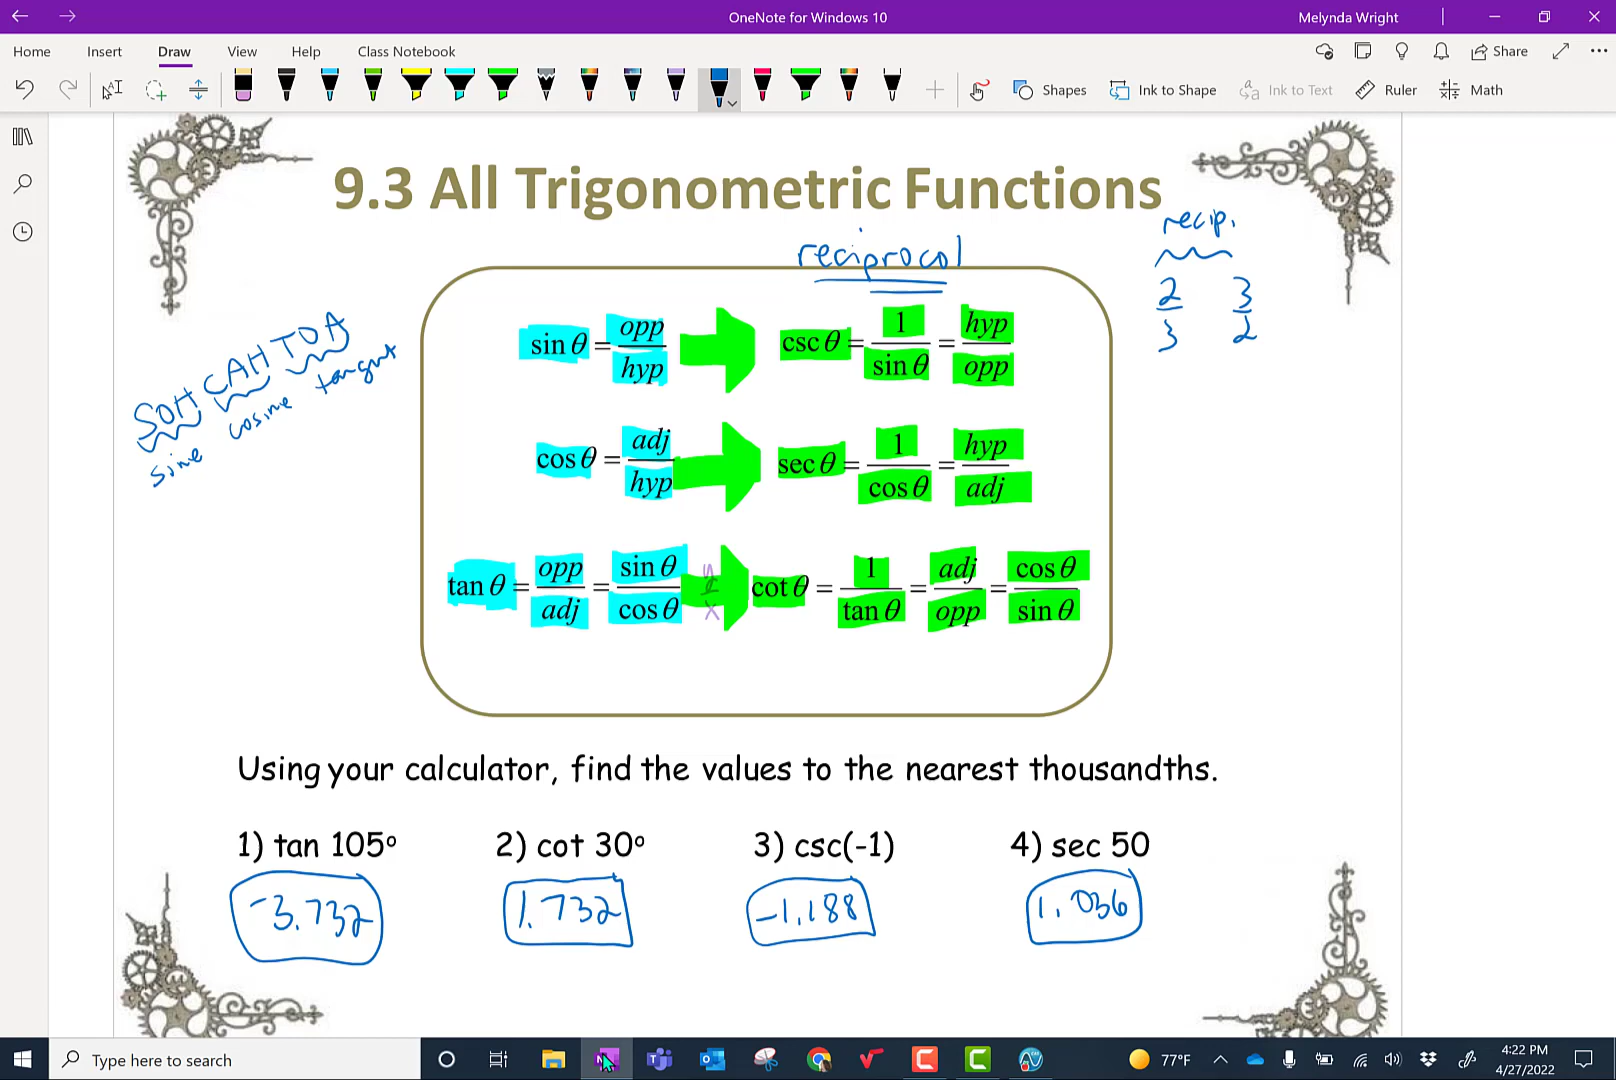 OneNote for Windows 10
Melynda Wright
Home Insert Draw View Help Class Notebook
Share
Shapes Ink to Shape Ink to Text Ruler Math
9.3 All Trigonometric Functions
recip.
reciprocol
2/3 3/2
SOH CAH TOA
sine cosine tangent
sin θ = opp/hyp csc θ = 1/sin θ = hyp/opp
cos θ = adj/hyp sec θ = 1/cos θ = hyp/adj
tan θ = opp/adj = sin θ/cos θ y/x cot θ = 1/tan θ = adj/opp = cos θ/sin θ
Using your calculator, find the values to the nearest thousandths.
1) tan 105° 2) cot 30° 3) csc(-1) 4) sec 50
-3.732 1.732 -1.188 1.036
Type here to search
77°F
4:22 PM
4/27/2022